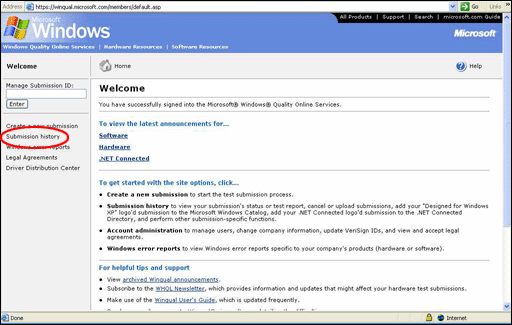 https://winqual.microsoft.com/members/default.asp
Go
Links
All Products | Support | Search | microsoft.com Guide
Microsoft
Windows
Microsoft
Windows Quality Online Services | Hardware Resources | Software Resources
Welcome
Home
Help
Manage Submission ID:
Enter
Create a new submission
Submission history
Windows error reports
Legal Agreements
Driver Distribution Center
Welcome
You have successfully signed into the Microsoft® Windows® Quality Online Services.
To view the latest announcements for...
Software
Hardware
.NET Connected
To get started with the site options, click...
• Create a new submission to start the test submission process.
• Submission history to view your submission's status or test report, cancel or upload submissions, add your "Designed for Windows
XP" logo'd submission to the Microsoft Windows Catalog, add your .NET Connected logo'd submission to the .NET Connected
Directory, and perform other submission-specific functions.
• Account administration to manage users, change company information, update VeriSign IDs, and view and accept legal
agreements.
• Windows error reports to view Windows error reports specific to your company's products (hardware or software).
For helpful tips and support
• View archived Winqual announcements.
• Subscribe to the WHQL Newsletter, which provides information and updates that might affect your hardware test submissions.
• Make use of the Winqual User's Guide, which is updated frequently.
Done
Internet